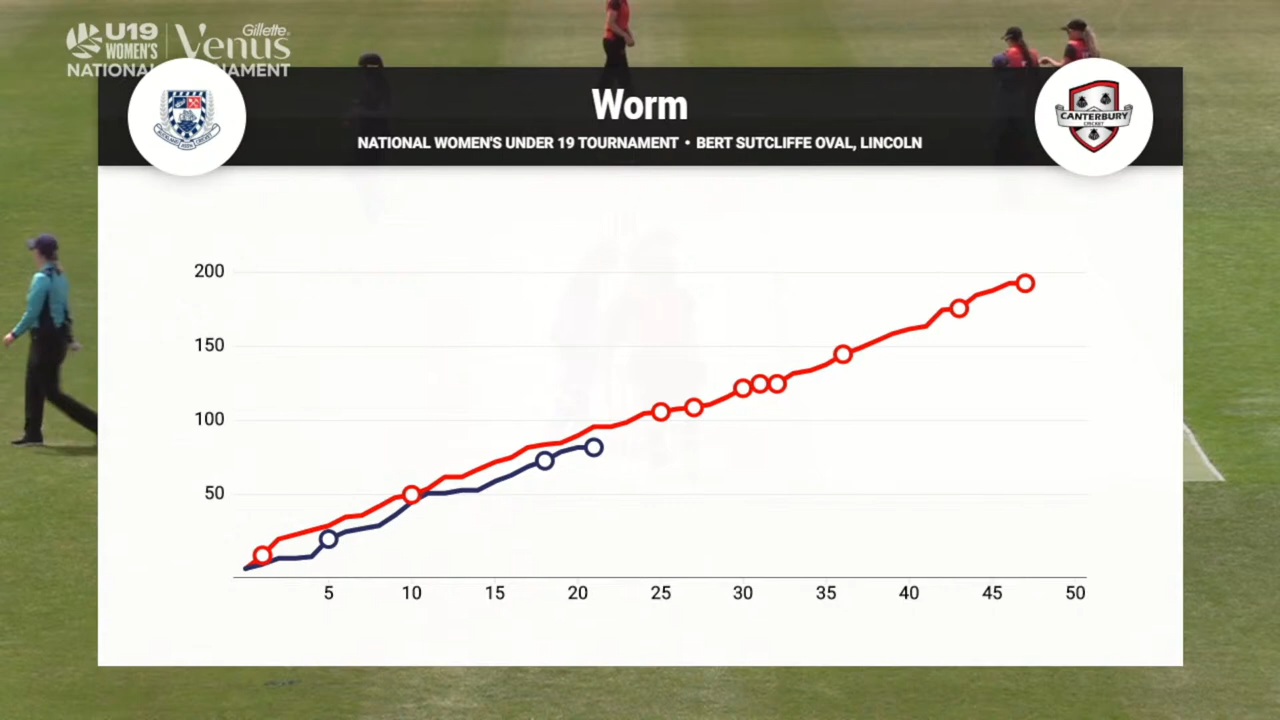 U19
WOMEN'S
Gillette
Venus
NATIONAL
NAMENT
Worm
NATIONAL WOMEN'S UNDER 19 TOURNAMENT • BERT SUTCLIFFE OVAL, LINCOLN
CANTERBURY
CRICKET
200
150
100
50
5 10 15 20 25 30 35 40 45 50